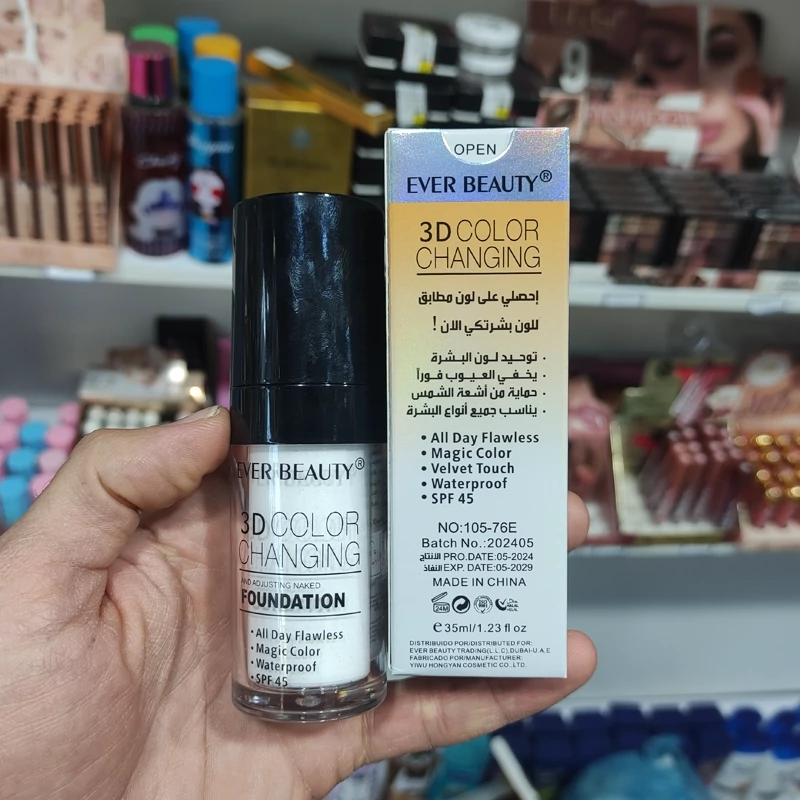 EVER BEAUTY®
3D COLOR
CHANGING
AND ADJUSTING NAKED
FOUNDATION
• All Day Flawless
• Magic Color
• Waterproof
• SPF 45
OPEN
EVER BEAUTY®
3D COLOR
CHANGING
إحصلي على لون مطابق
للون بشرتكي الان !
• توحيد لون البشرة
• يخفي العيوب فوراً
• حماية من أشعة الشمس
• يناسب جميع أنواع البشرة
• All Day Flawless
• Magic Color
• Velvet Touch
• Waterproof
• SPF 45
NO:105-76E
Batch No.:202405
الانتاج PRO.DATE:05-2024
النفاذ EXP. DATE:05-2029
MADE IN CHINA
24M
℮35ml/1.23 fl oz
DISTRIBUIDO POR/DISTRIBUTED FOR:
EVER BEAUTY TRADING(L.L.C).DUBAI-U.A.E
FABRICADO POR/MANUFACTURER:
YIWU HONGYAN COSMETIC CO.,LTD.